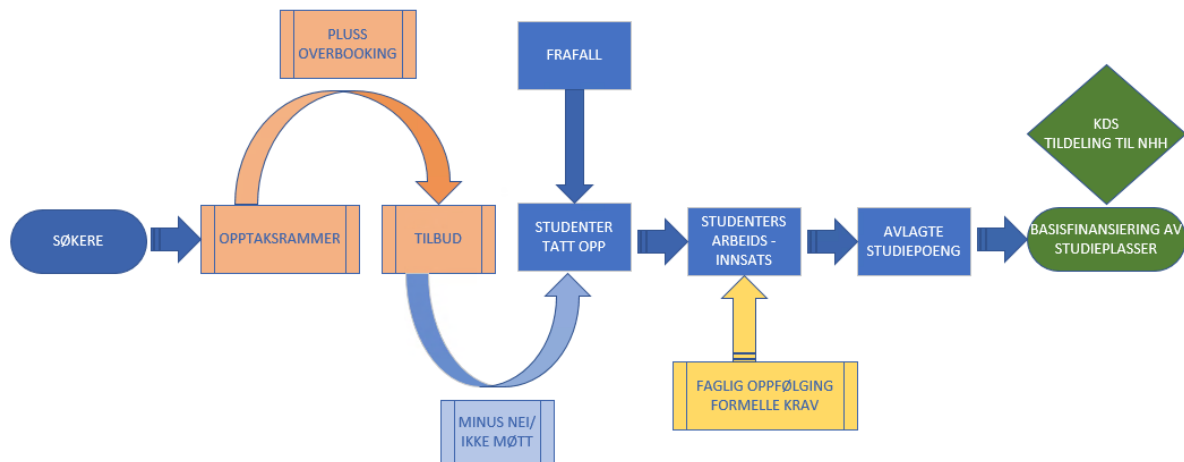 PLUSS
OVERBOOKING
FRAFALL
KDS
TILDELING TIL NHH
SØKERE
OPPTAKSRAMMER
TILBUD
STUDENTER
TATT OPP
STUDENTERS
ARBEIDS -
INNSATS
AVLAGTE
STUDIEPOENG
BASISFINANSIERING AV
STUDIEPLASSER
MINUS NEI/
IKKE MØTT
FAGLIG OPPFØLGING
FORMELLE KRAV